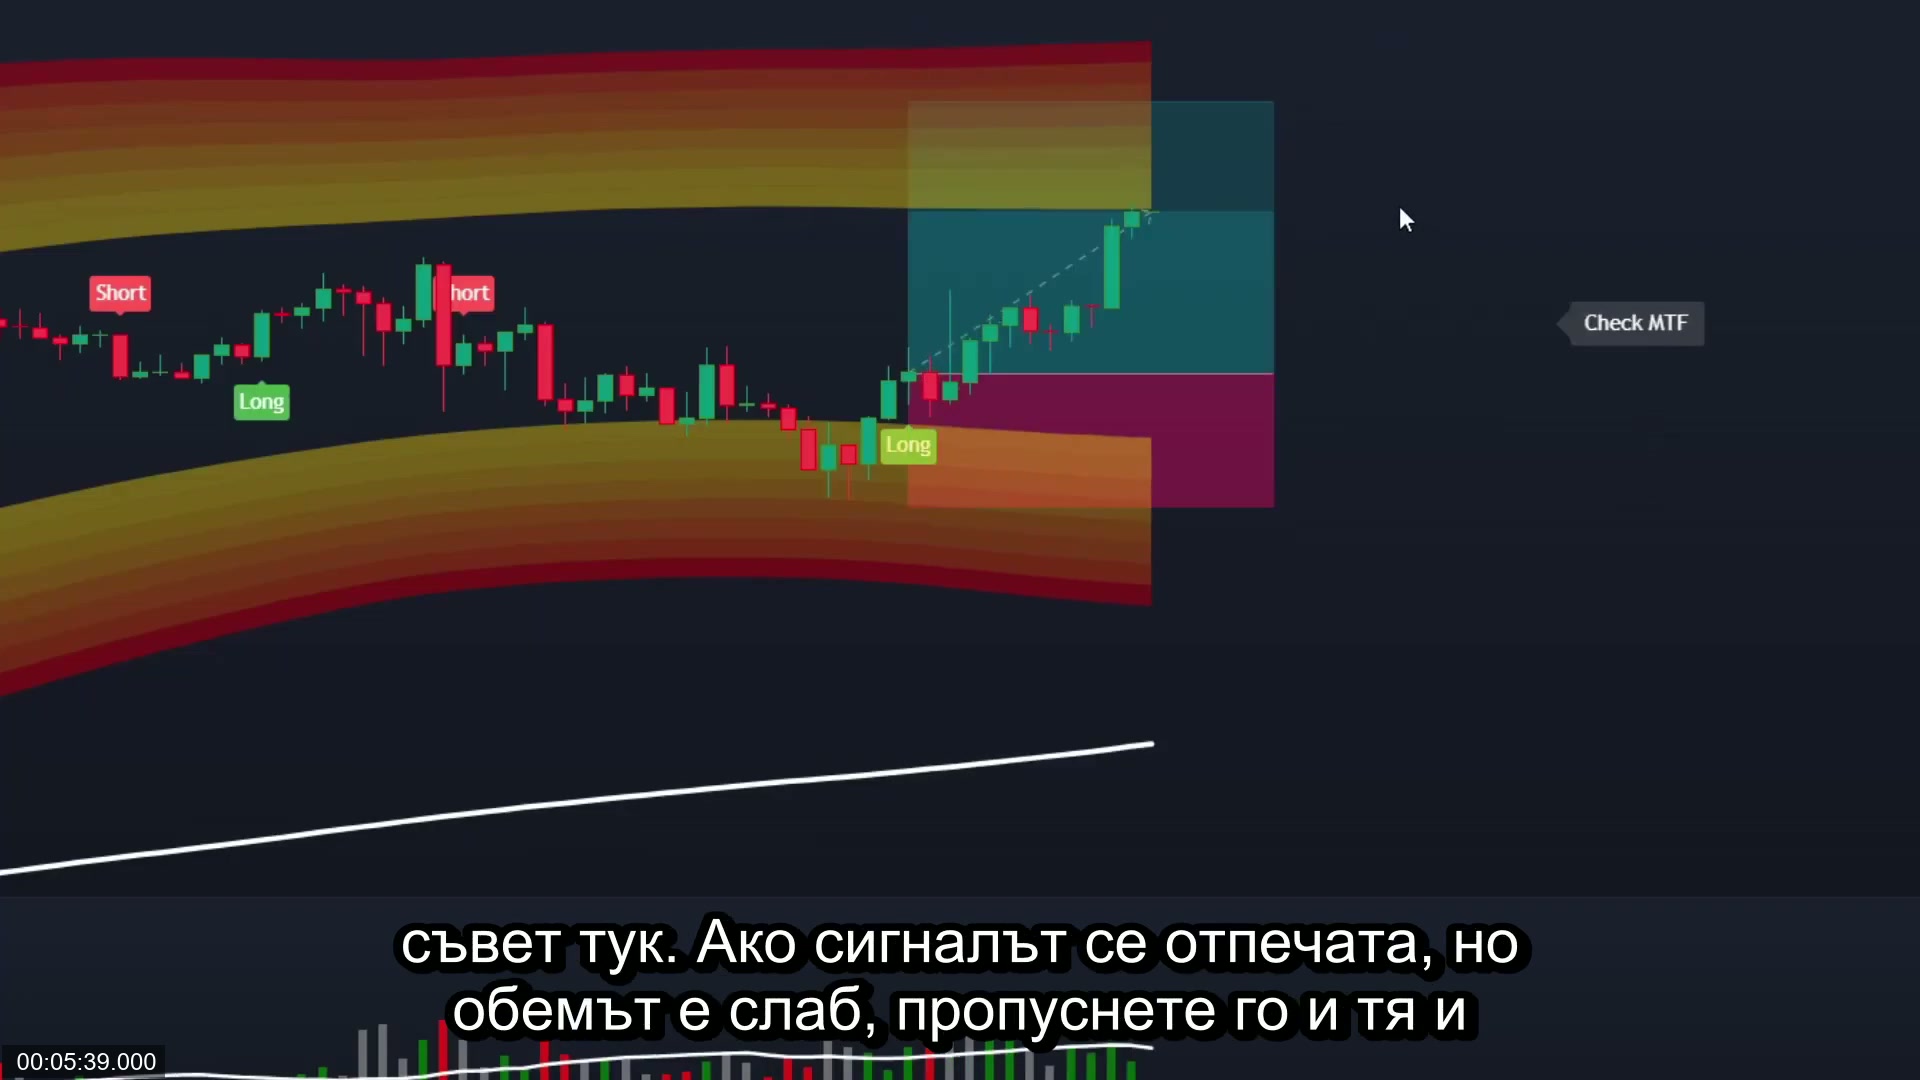 Short
hort
Check MTF
Long
Long
съвет тук. Ако сигналът се отпечата, но
обемът е слаб, пропуснете го и тя и
00:05:39.000